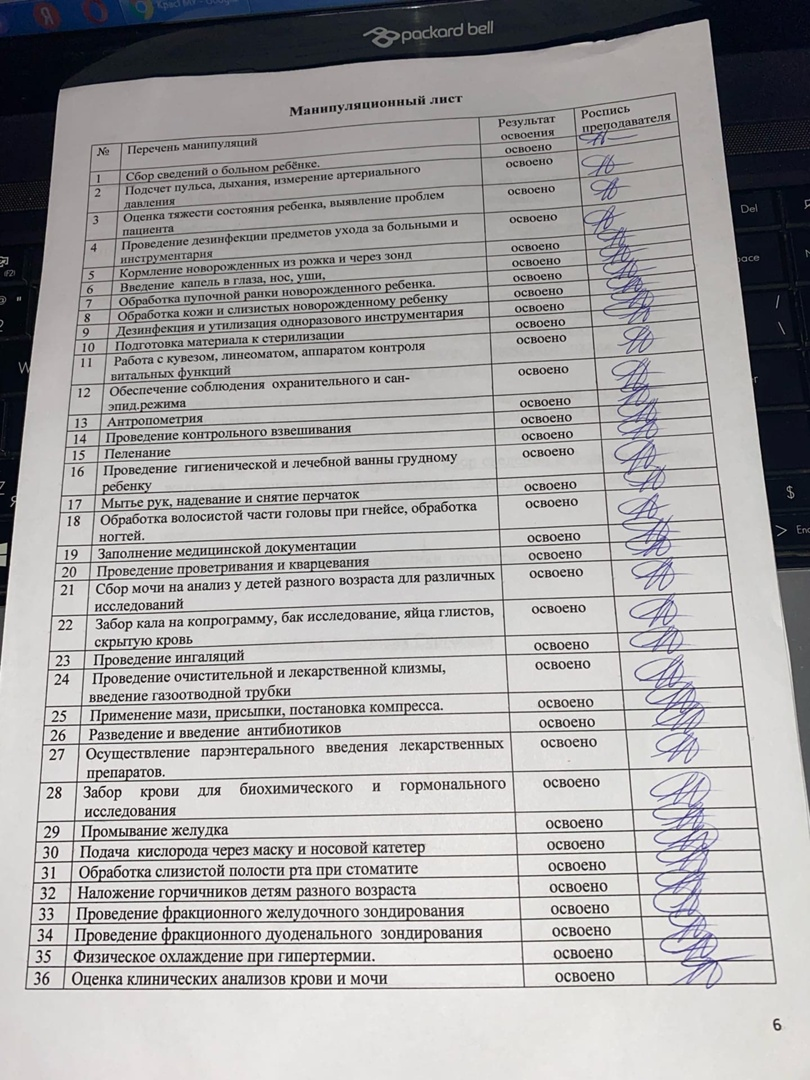 packard bell
Манипуляционный лист
№ Перечень манипуляций Результат освоения Роспись преподавателя
1 Сбор сведений о больном ребёнке. освоено
2 Подсчет пульса, дыхания, измерение артериального освоено
давления
3 Оценка тяжести состояния ребенка, выявление проблем освоено
пациента
4 Проведение дезинфекции предметов ухода за больными и освоено
инструментария
5 Кормление новорожденных из рожка и через зонд освоено
6 Введение капель в глаза, нос, уши, освоено
7 Обработка пупочной ранки новорожденного ребенка. освоено
8 Обработка кожи и слизистых новорожденному ребенку освоено
9 Дезинфекция и утилизация одноразового инструментария освоено
10 Подготовка материала к стерилизации освоено
11 Работа с кувезом, линеоматом, аппаратом контроля освоено
витальных функций
12 Обеспечение соблюдения охранительного и сан- освоено
эпид.режима
13 Антропометрия освоено
14 Проведение контрольного взвешивания освоено
15 Пеленание освоено
16 Проведение гигиенической и лечебной ванны грудному освоено
ребенку
17 Мытье рук, надевание и снятие перчаток освоено
18 Обработка волосистой части головы при гнейсе, обработка освоено
ногтей.
19 Заполнение медицинской документации освоено
20 Проведение проветривания и кварцевания освоено
21 Сбор мочи на анализ у детей разного возраста для различных освоено
исследований
22 Забор кала на копрограмму, бак исследование, яйца глистов, освоено
скрытую кровь
23 Проведение ингаляций освоено
24 Проведение очистительной и лекарственной клизмы, освоено
введение газоотводной трубки
25 Применение мази, присыпки, постановка компресса. освоено
26 Разведение и введение антибиотиков освоено
27 Осуществление парэнтерального введения лекарственных освоено
препаратов.
28 Забор крови для биохимического и гормонального освоено
исследования
29 Промывание желудка освоено
30 Подача кислорода через маску и носовой катетер освоено
31 Обработка слизистой полости рта при стоматите освоено
32 Наложение горчичников детям разного возраста освоено
33 Проведение фракционного желудочного зондирования освоено
34 Проведение фракционного дуоденального зондирования освоено
35 Физическое охлаждение при гипертермии. освоено
36 Оценка клинических анализов крови и мочи освоено
6
Del
$